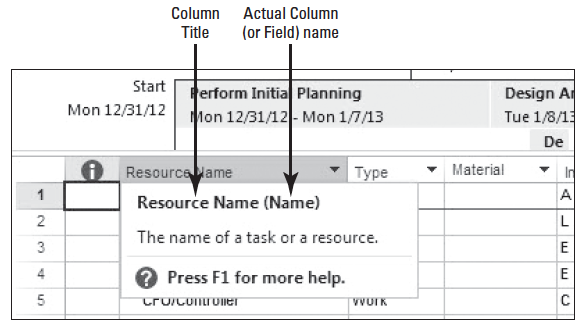 Column Actual Column
Title (or Field) name
Start
Mon 12/31/12
Perform Initial Planning
Mon 12/31/12 - Mon 1/7/13
Design
Tue 1/8/13
De
Resource Name Type Material In
1 A
Resource Name (Name)
2 L
The name of a task or a resource.
3 E
4 E
Press F1 for more help.
5 CFO/Controller Work C